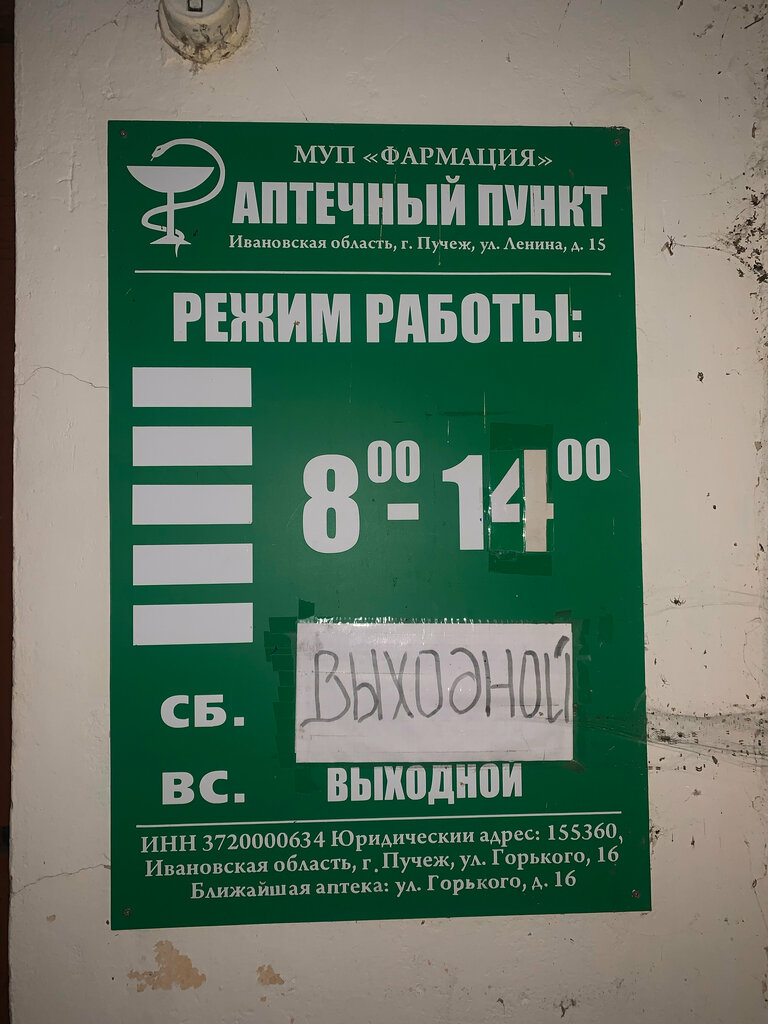 МУП «ФАРМАЦИЯ»
АПТЕЧНЫЙ ПУНКТ
Ивановская область, г. Пучеж, ул. Ленина, д. 15
РЕЖИМ РАБОТЫ:
8⁰⁰ - 14⁰⁰
СБ. ВЫХОДНОЙ
ВС. ВЫХОДНОЙ
ИНН 3720000634 Юридический адрес: 155360,
Ивановская область, г. Пучеж, ул. Горького, 16
Ближайшая аптека: ул. Горького, д. 16